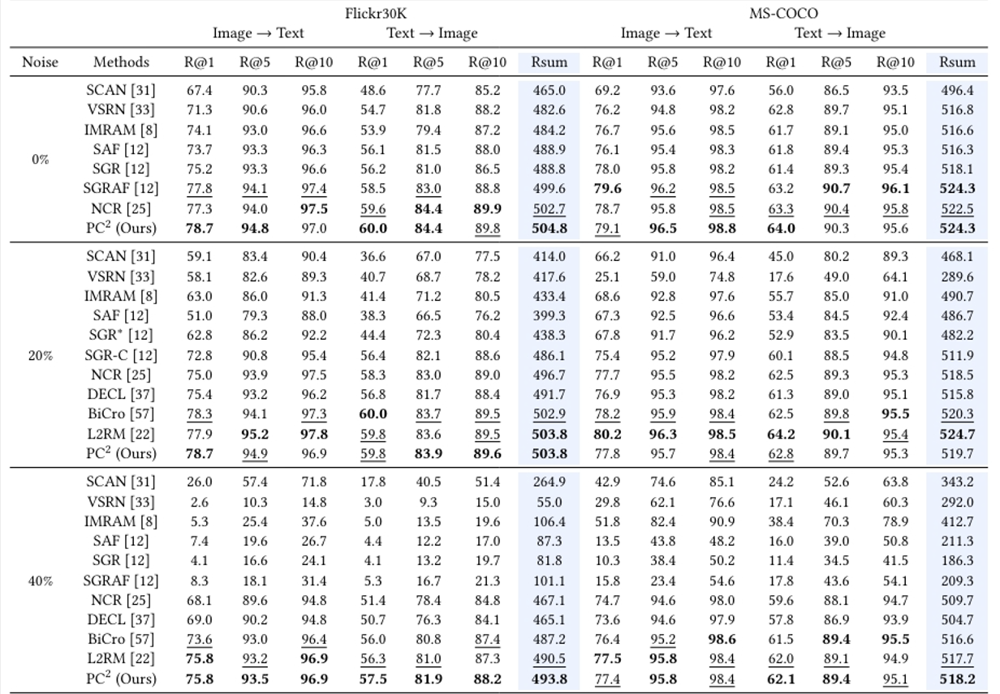 Flickr30K MS-COCO
Image → Text Text → Image Image → Text Text → Image
Noise Methods R@1 R@5 R@10 R@1 R@5 R@10 Rsum R@1 R@5 R@10 R@1 R@5 R@10 Rsum
SCAN [31] 67.4 90.3 95.8 48.6 77.7 85.2 465.0 69.2 93.6 97.6 56.0 86.5 93.5 496.4
VSRN [33] 71.3 90.6 96.0 54.7 81.8 88.2 482.6 76.2 94.8 98.2 62.8 89.7 95.1 516.8
IMRAM [8] 74.1 93.0 96.6 53.9 79.4 87.2 484.2 76.7 95.6 98.5 61.7 89.1 95.0 516.6
SAF [12] 73.7 93.3 96.3 56.1 81.5 88.0 488.9 76.1 95.4 98.3 61.8 89.4 95.3 516.3
0%
SGR [12] 75.2 93.3 96.6 56.2 81.0 86.5 488.8 78.0 95.8 98.2 61.4 89.3 95.4 518.1
SGRAF [12] 77.8 94.1 97.4 58.5 83.0 88.8 499.6 79.6 96.2 98.5 63.2 90.7 96.1 524.3
NCR [25] 77.3 94.0 97.5 59.6 84.4 89.9 502.7 78.7 95.8 98.5 63.3 90.4 95.8 522.5
PC² (Ours) 78.7 94.8 97.0 60.0 84.4 89.8 504.8 79.1 96.5 98.8 64.0 90.3 95.6 524.3
SCAN [31] 59.1 83.4 90.4 36.6 67.0 77.5 414.0 66.2 91.0 96.4 45.0 80.2 89.3 468.1
VSRN [33] 58.1 82.6 89.3 40.7 68.7 78.2 417.6 25.1 59.0 74.8 17.6 49.0 64.1 289.6
IMRAM [8] 63.0 86.0 91.3 41.4 71.2 80.5 433.4 68.6 92.8 97.6 55.7 85.0 91.0 490.7
SAF [12] 51.0 79.3 88.0 38.3 66.5 76.2 399.3 67.3 92.5 96.6 53.4 84.5 92.4 486.7
SGR* [12] 62.8 86.2 92.2 44.4 72.3 80.4 438.3 67.8 91.7 96.2 52.9 83.5 90.1 482.2
20% SGR-C [12] 72.8 90.8 95.4 56.4 82.1 88.6 486.1 75.4 95.2 97.9 60.1 88.5 94.8 511.9
NCR [25] 75.0 93.9 97.5 58.3 83.0 89.0 496.7 77.7 95.5 98.2 62.5 89.3 95.3 518.5
DECL [37] 75.4 93.2 96.2 56.8 81.7 88.4 491.7 76.9 95.3 98.2 61.3 89.0 95.1 515.8
BiCro [57] 78.3 94.1 97.3 60.0 83.7 89.5 502.9 78.2 95.9 98.4 62.5 89.8 95.5 520.3
L2RM [22] 77.9 95.2 97.8 59.8 83.6 89.5 503.8 80.2 96.3 98.5 64.2 90.1 95.4 524.7
PC² (Ours) 78.7 94.9 96.9 59.8 83.9 89.6 503.8 77.8 95.7 98.4 62.8 89.7 95.3 519.7
SCAN [31] 26.0 57.4 71.8 17.8 40.5 51.4 264.9 42.9 74.6 85.1 24.2 52.6 63.8 343.2
VSRN [33] 2.6 10.3 14.8 3.0 9.3 15.0 55.0 29.8 62.1 76.6 17.1 46.1 60.3 292.0
IMRAM [8] 5.3 25.4 37.6 5.0 13.5 19.6 106.4 51.8 82.4 90.9 38.4 70.3 78.9 412.7
SAF [12] 7.4 19.6 26.7 4.4 12.2 17.0 87.3 13.5 43.8 48.2 16.0 39.0 50.8 211.3
SGR [12] 4.1 16.6 24.1 4.1 13.2 19.7 81.8 10.3 38.4 50.2 11.4 34.5 41.5 186.3
40% SGRAF [12] 8.3 18.1 31.4 5.3 16.7 21.3 101.1 15.8 23.4 54.6 17.8 43.6 54.1 209.3
NCR [25] 68.1 89.6 94.8 51.4 78.4 84.8 467.1 74.7 94.6 98.0 59.6 88.1 94.7 509.7
DECL [37] 69.0 90.2 94.8 50.7 76.3 84.1 465.1 73.6 94.6 97.9 57.8 86.9 93.9 504.7
BiCro [57] 73.6 93.0 96.4 56.0 80.8 87.4 487.2 76.4 95.2 98.6 61.5 89.4 95.5 516.6
L2RM [22] 75.8 93.2 96.9 56.3 81.0 87.3 490.5 77.5 95.8 98.4 62.0 89.1 94.9 517.7
PC² (Ours) 75.8 93.5 96.9 57.5 81.9 88.2 493.8 77.4 95.8 98.4 62.1 89.4 95.1 518.2